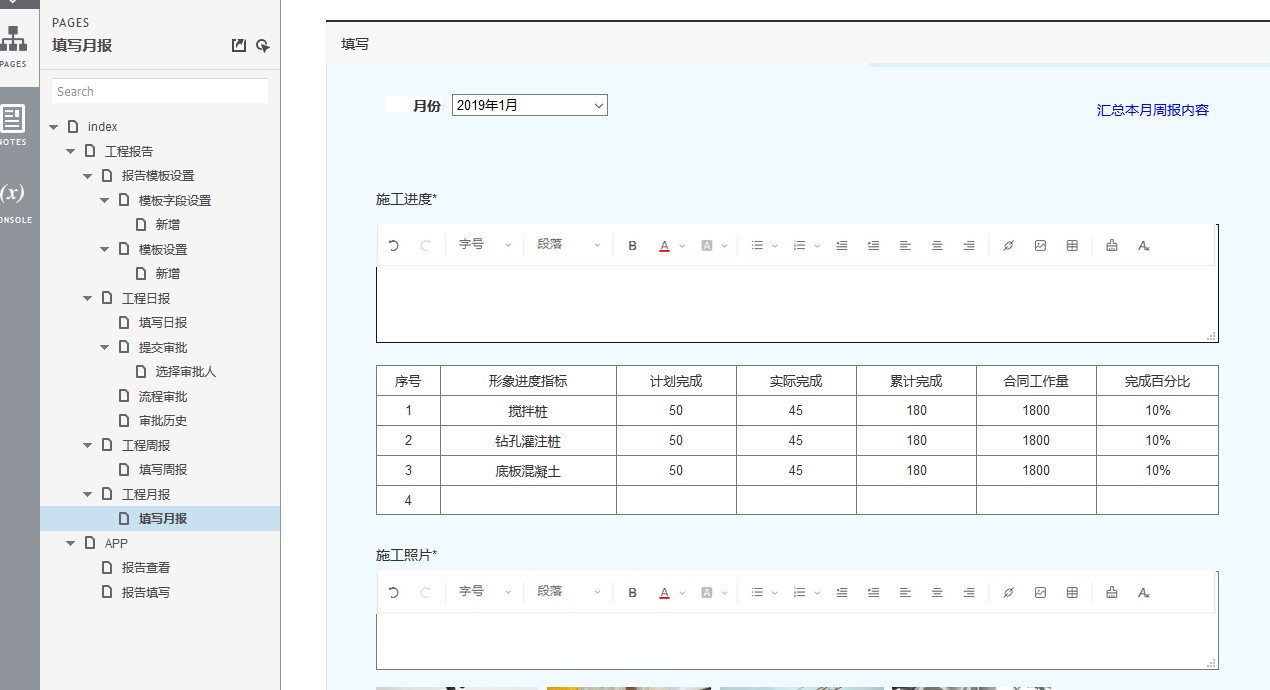 PAGES
填写月报
PAGES
Search
NOTES
(x)
CONSOLE
index
工程报告
报告模板设置
模板字段设置
新增
模板设置
新增
工程日报
填写日报
提交审批
选择审批人
流程审批
审批历史
工程周报
填写周报
工程月报
填写月报
APP
报告查看
报告填写
填写
月份 2019年1月
汇总本月周报内容
施工进度*
字号 段落 B A A
序号 形象进度指标 计划完成 实际完成 累计完成 合同工作量 完成百分比
1 搅拌桩 50 45 180 1800 10%
2 钻孔灌注桩 50 45 180 1800 10%
3 底板混凝土 50 45 180 1800 10%
4
施工照片*
字号 段落 B A A